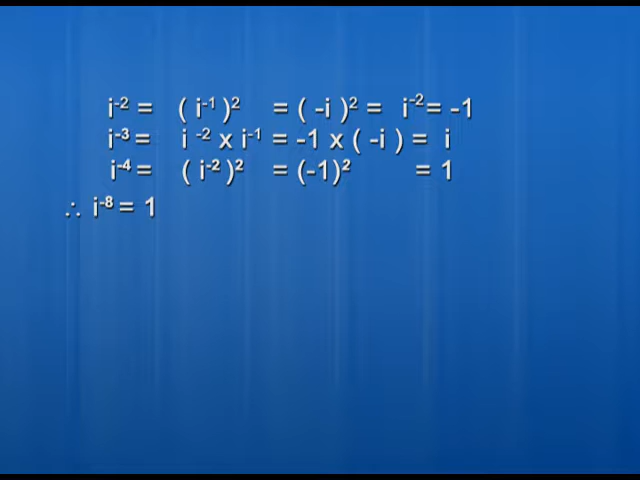 i⁻² = ( i⁻¹ )² = ( -i )² = i⁻² = -1
i⁻³ = i ⁻² x i⁻¹ = -1 x ( -i ) = i
i⁻⁴ = ( i⁻² )² = (-1)² = 1
∴ i⁻⁸ = 1